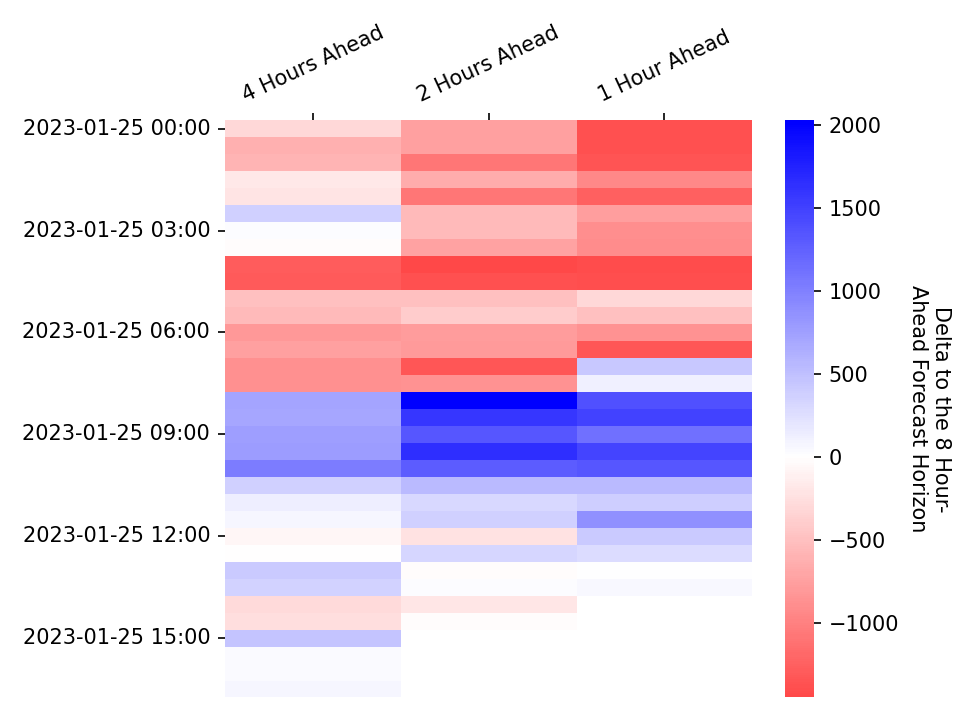 4 Hours Ahead
2 Hours Ahead
1 Hour Ahead
2023-01-25 00:00
2023-01-25 03:00
2023-01-25 06:00
2023-01-25 09:00
2023-01-25 12:00
2023-01-25 15:00
2000
1500
1000
500
0
−500
−1000
Delta to the 8 Hour-
Ahead Forecast Horizon